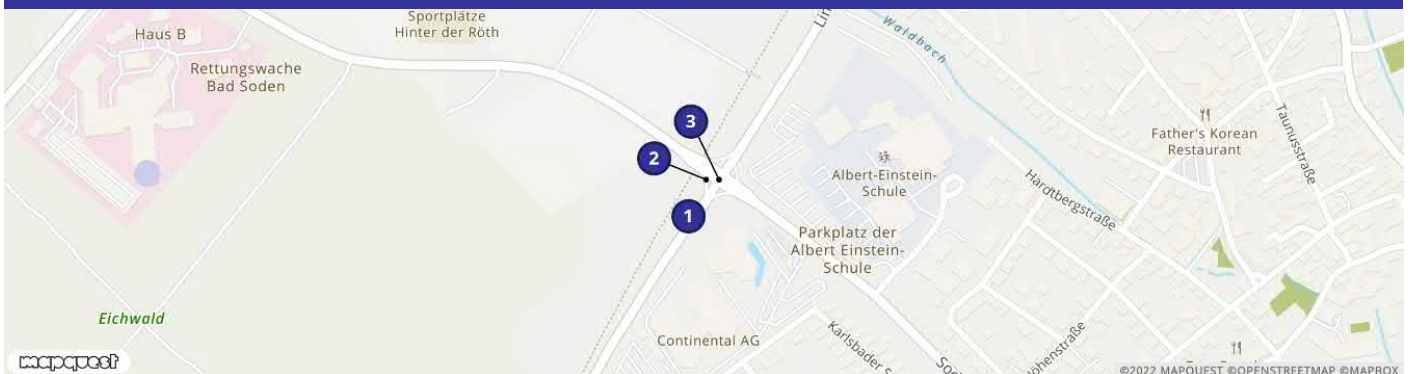 Sportplätze
Hinter der Röth
Haus B
Rettungswache
Bad Soden
Waldbach
3
2
1
Father's Korean
Restaurant
Taunusstraße
Albert-Einstein-
Schule
Hardtbergstraße
Parkplatz der
Albert Einstein-
Schule
Eichwald
Continental AG
Karlsbader
mapquest
©2022 MAPQUEST ©OPENSTREETMAP ©MAPBOX